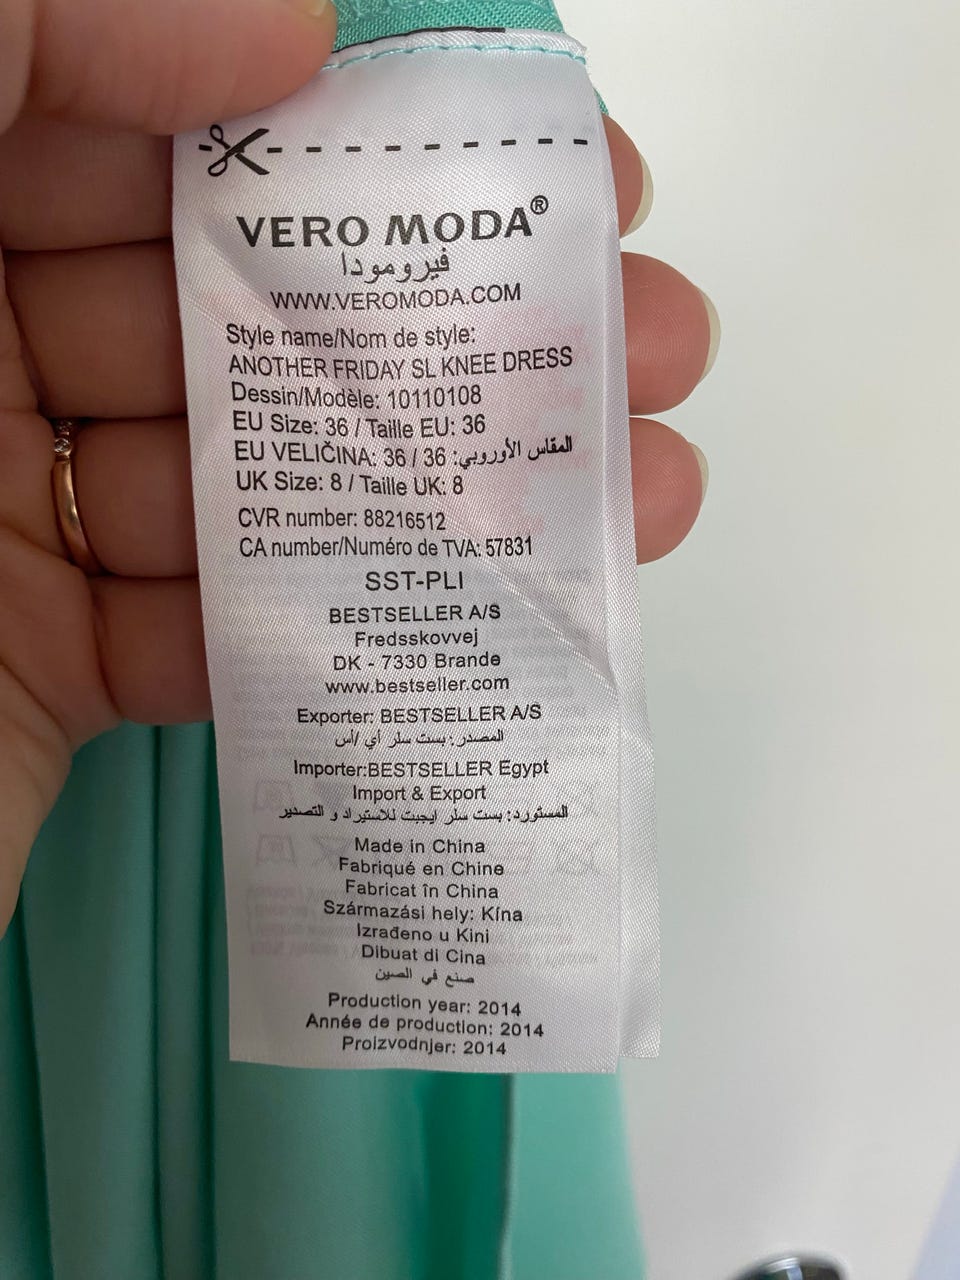 VERO MODA®
فيرومودا
WWW.VEROMODA.COM
Style name/Nom de style:
ANOTHER FRIDAY SL KNEE DRESS
Dessin/Modèle: 10110108
EU Size: 36 / Taille EU: 36
EU VELIČINA: 36 / 36 :المقاس الأوروبي
UK Size: 8 / Taille UK: 8
CVR number: 88216512
CA number/Numéro de TVA: 57831
SST-PLI
BESTSELLER A/S
Fredsskovvej
DK - 7330 Brande
www.bestseller.com
Exporter: BESTSELLER A/S
المصدر: بست سلر أي /أس
Importer:BESTSELLER Egypt
Import & Export
المستورد: بست سلر ايجبت للاستيراد و التصدير
Made in China
Fabriqué en Chine
Fabricat în China
Származási hely: Kína
Izrađeno u Kini
Dibuat di Cina
صنع في الصين
Production year: 2014
Année de production: 2014
Proizvodnjer: 2014